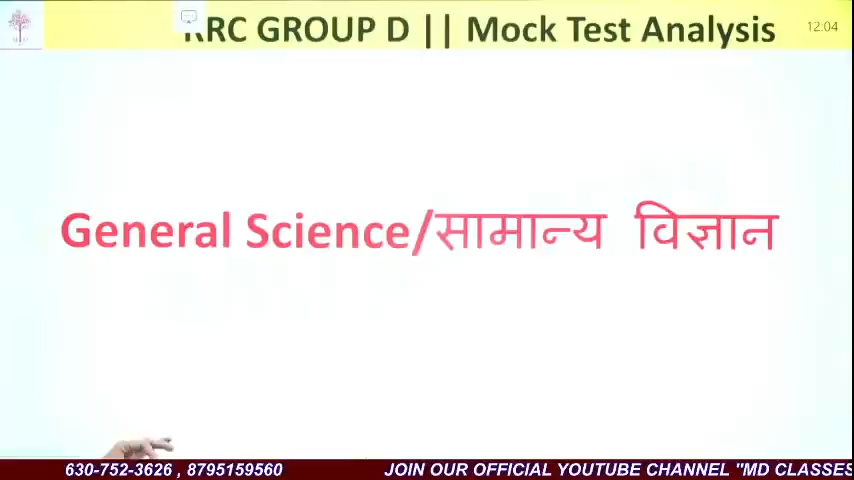 RRC GROUP D || Mock Test Analysis
12:04
General Science/सामान्य विज्ञान
630-752-3626 , 8795159560
JOIN OUR OFFICIAL YOUTUBE CHANNEL "MD CLASSES